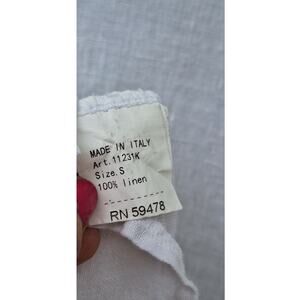 MADE IN ITALY
Art. 11231K
Size. S
100% linen
RN 59478